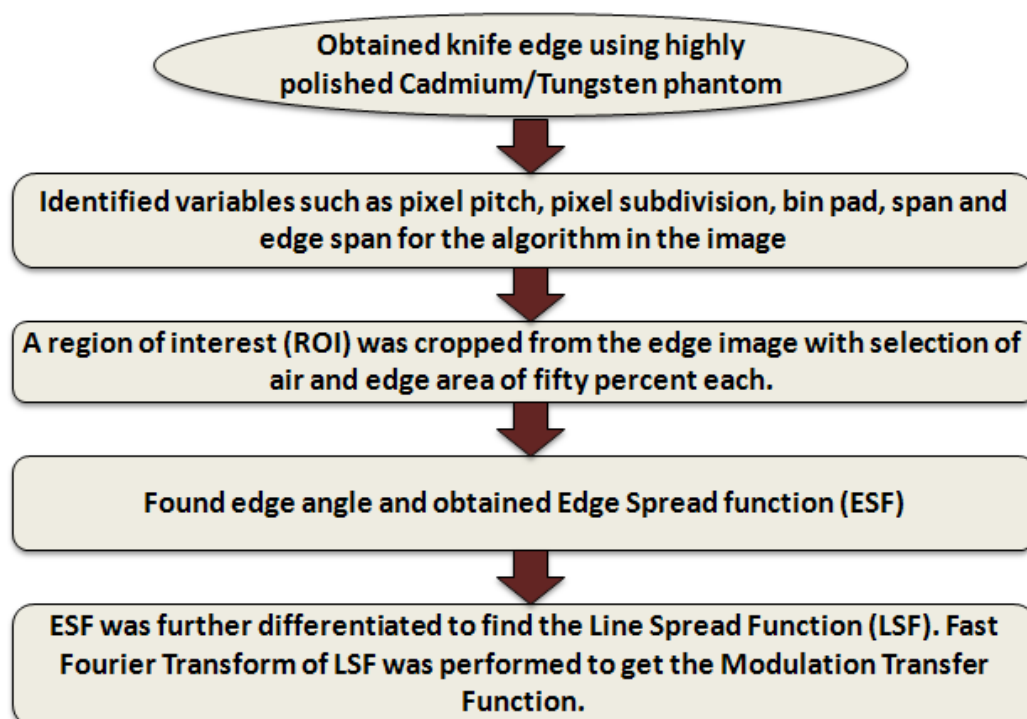 Obtained knife edge using highly
polished Cadmium/Tungsten phantom
Identified variables such as pixel pitch, pixel subdivision, bin pad, span and
edge span for the algorithm in the image
A region of interest (ROI) was cropped from the edge image with selection of
air and edge area of fifty percent each.
Found edge angle and obtained Edge Spread function (ESF)
ESF was further differentiated to find the Line Spread Function (LSF). Fast
Fourier Transform of LSF was performed to get the Modulation Transfer
Function.